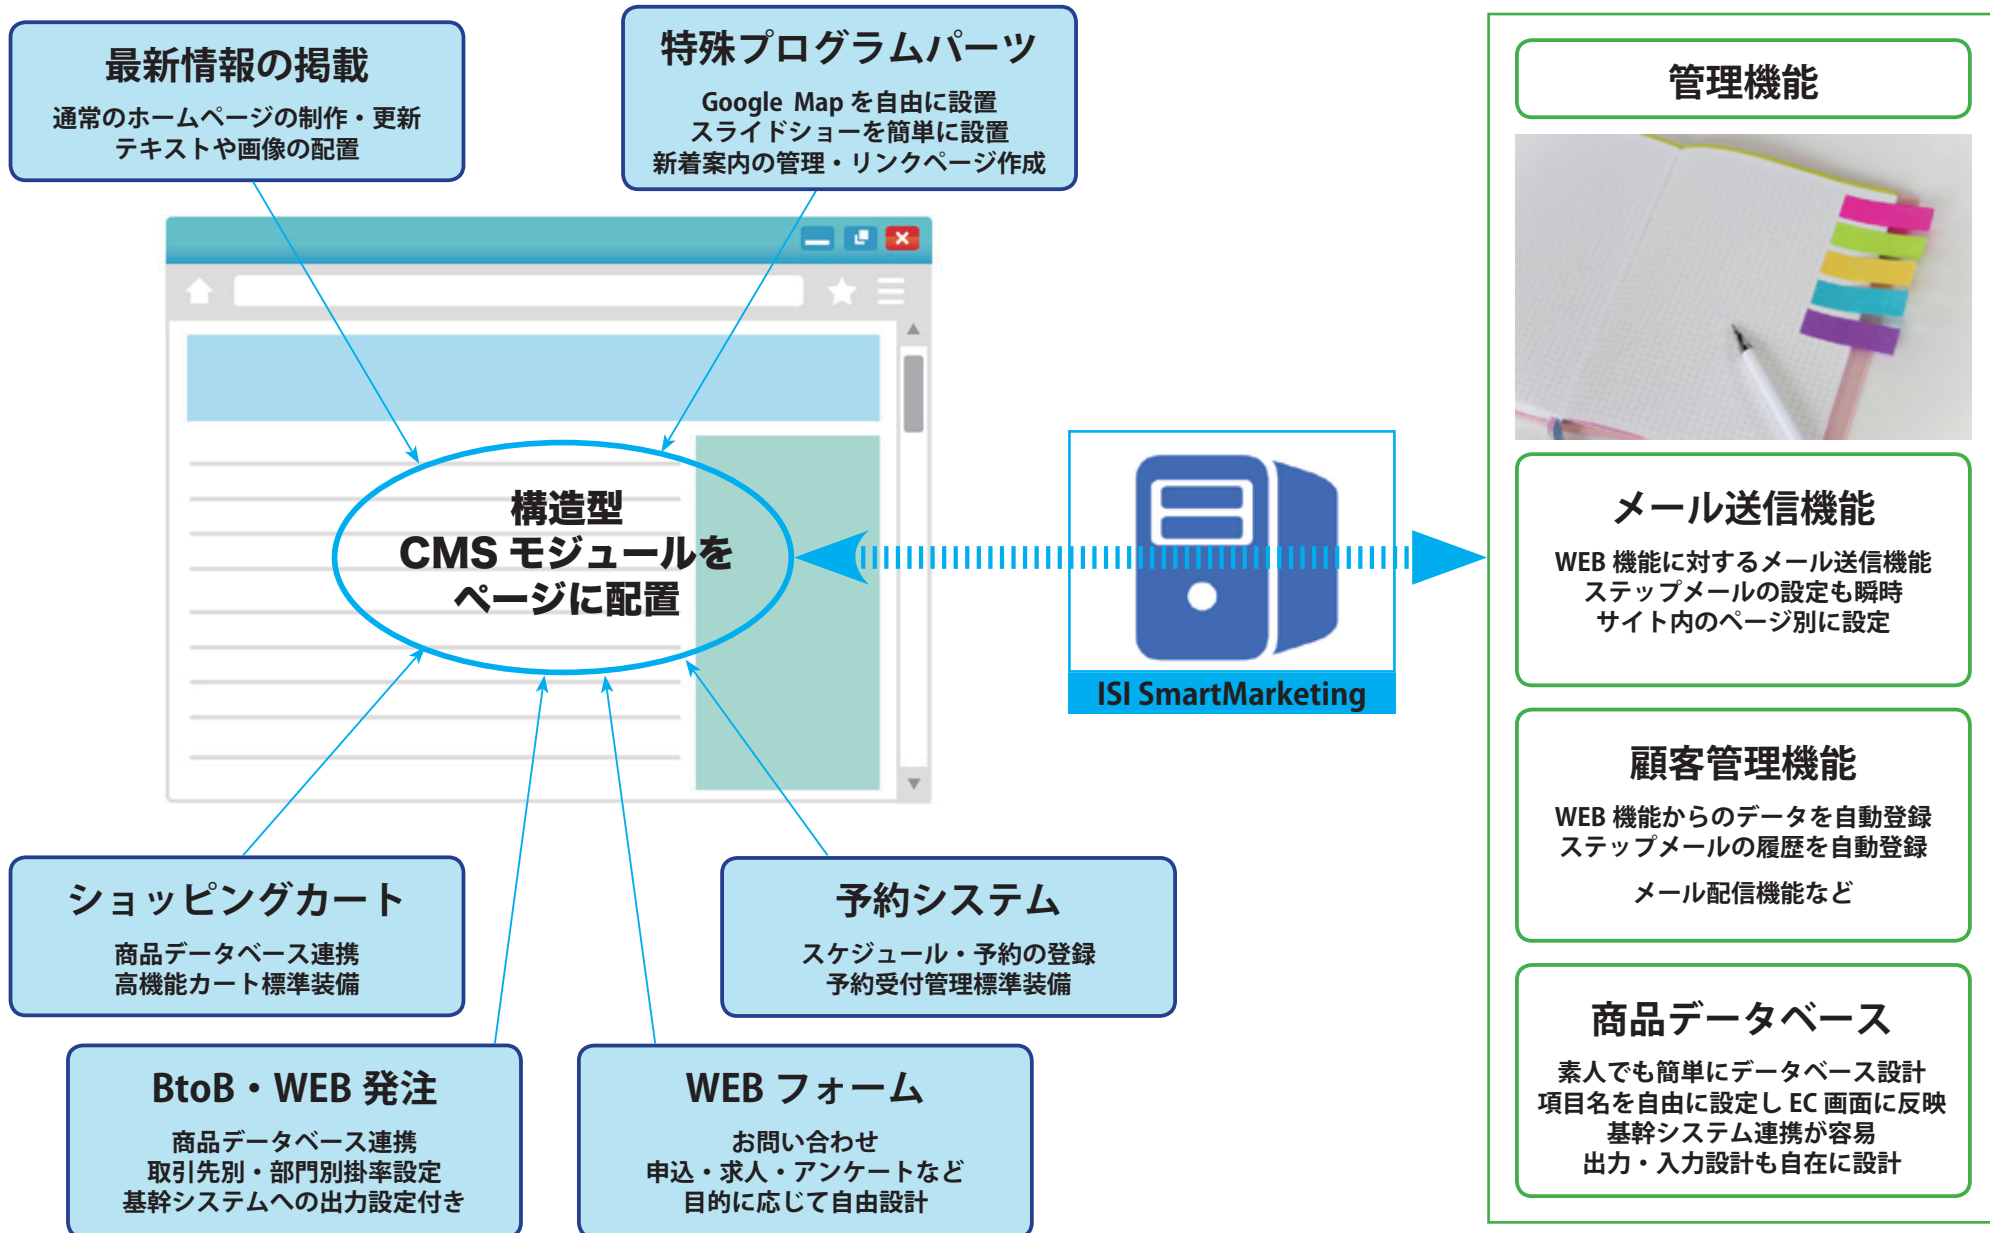 最新情報の掲載
通常のホームページの制作・更新
テキストや画像の配置
特殊プログラムパーツ
Google Map を自由に設置
スライドショーを簡単に設置
新着案内の管理・リンクページ作成
構造型
CMS モジュールを
ページに配置
ISI SmartMarketing
ショッピングカート
商品データベース連携
高機能カート標準装備
予約システム
スケジュール・予約の登録
予約受付管理標準装備
BtoB・WEB 発注
商品データベース連携
取引先別・部門別掛率設定
基幹システムへの出力設定付き
WEB フォーム
お問い合わせ
申込・求人・アンケートなど
目的に応じて自由設計
管理機能
メール送信機能
WEB 機能に対するメール送信機能
ステップメールの設定も瞬時
サイト内のページ別に設定
顧客管理機能
WEB 機能からのデータを自動登録
ステップメールの履歴を自動登録
メール配信機能など
商品データベース
素人でも簡単にデータベース設計
項目名を自由に設定し EC 画面に反映
基幹システム連携が容易
出力・入力設計も自在に設計